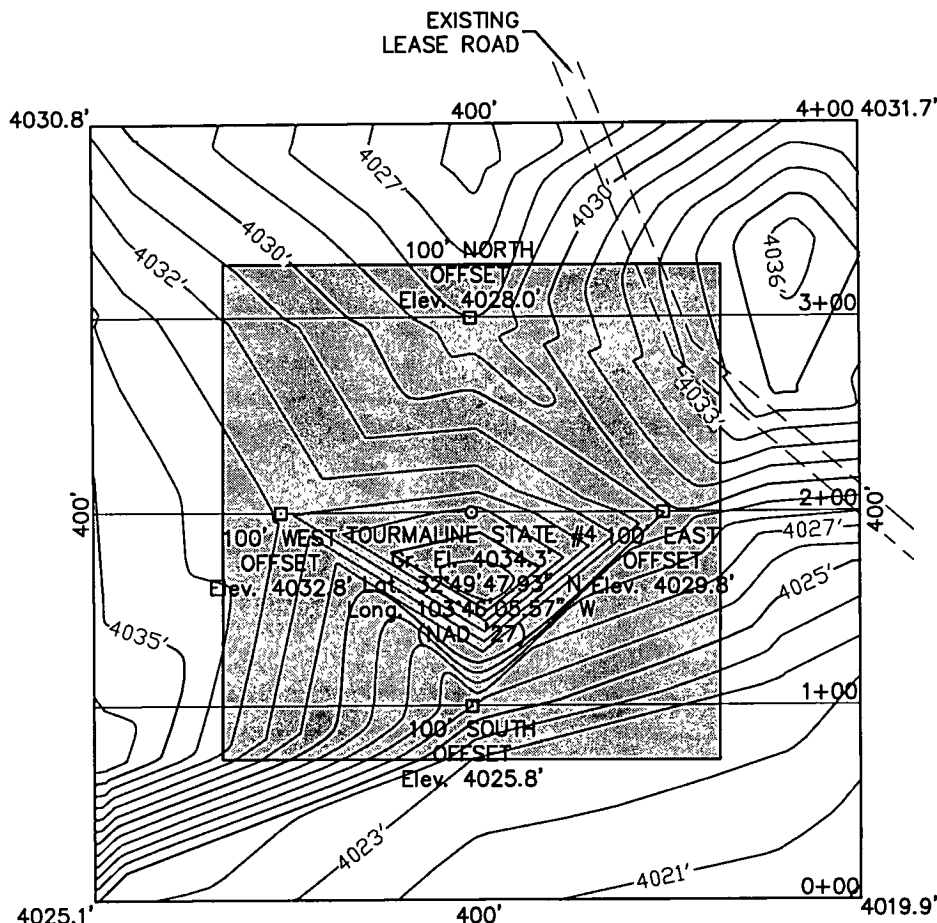 EXISTING
LEASE ROAD
4030.8'
400'
4+00 4031.7'
4027'
4030'
4036'
4032'
4030'
100' NORTH
OFFSET
Elev. 4028.0'
3+00
4033'
400'
2+00
400'
4027'
100' WEST
OFFSET
Elev. 4032.8'
TOURMALINE STATE #4
Gr. El. 4034.3'
Lat. 32°49'47.93" N
Long. 103°46'05.57" W
(NAD '27)
100' EAST
OFFSET
Elev. 4029.8'
4025'
4035'
1+00
100' SOUTH
OFFSET
Elev. 4025.8'
4023'
4021'
0+00
4025.1'
400'
4019.9'